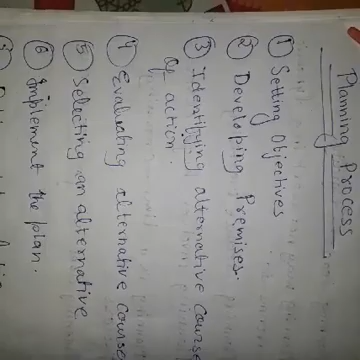 Planning Process
① Setting Objectives
② Developing Premises.
③ Identifying alternative course
of action.
④ Evaluating alternative course
⑤ Selecting an alternative
⑥ Implement the plan.